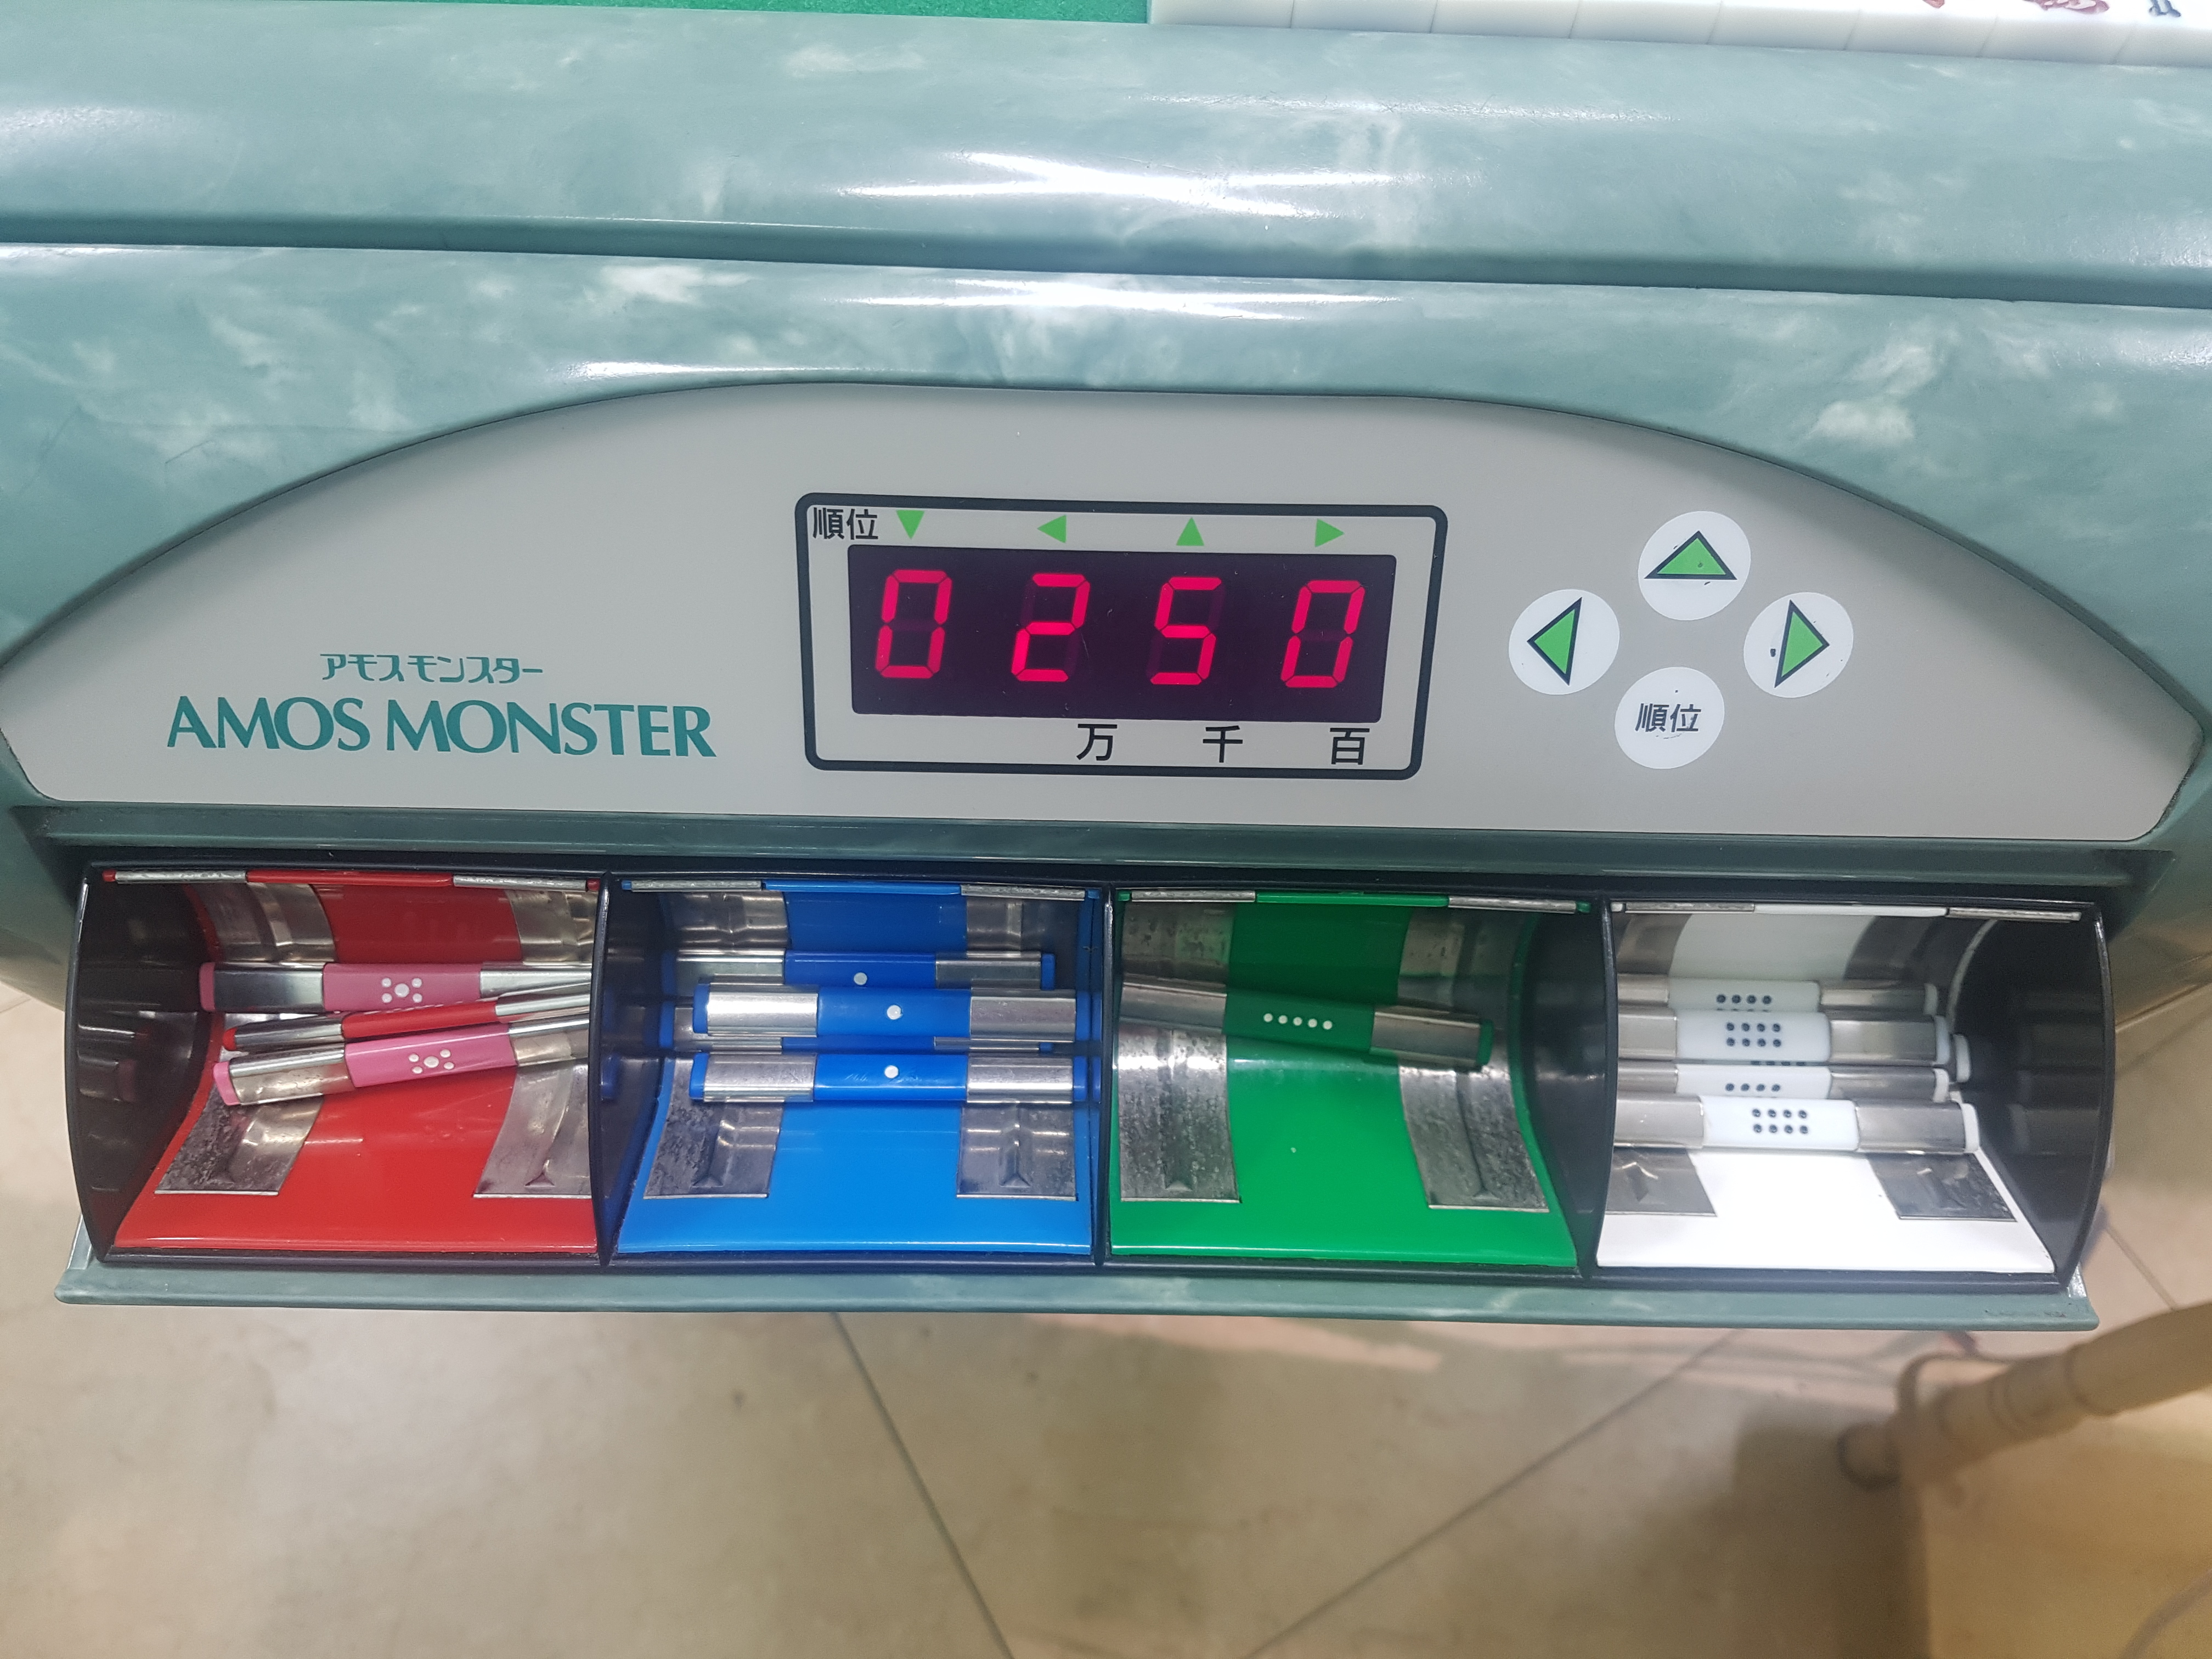 順位 ▼ ◀ ▲ ▶
0250
万 千 百
アモス モンスター
AMOS MONSTER
順位